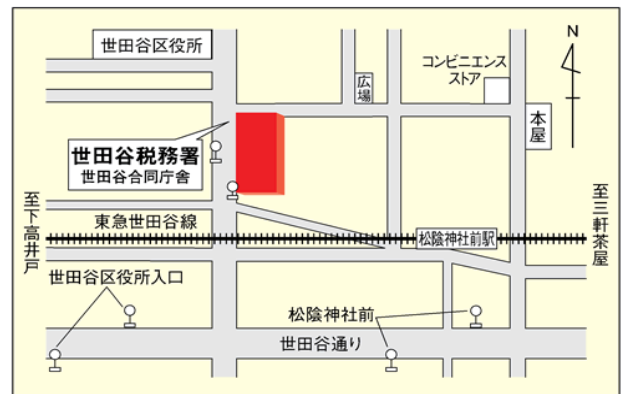 世田谷区役所
N
コンビニエンス
ストア
広場
本屋
世田谷税務署
世田谷合同庁舎
至下高井戸
東急世田谷線
松陰神社前駅
至三軒茶屋
世田谷区役所入口
松陰神社前
世田谷通り